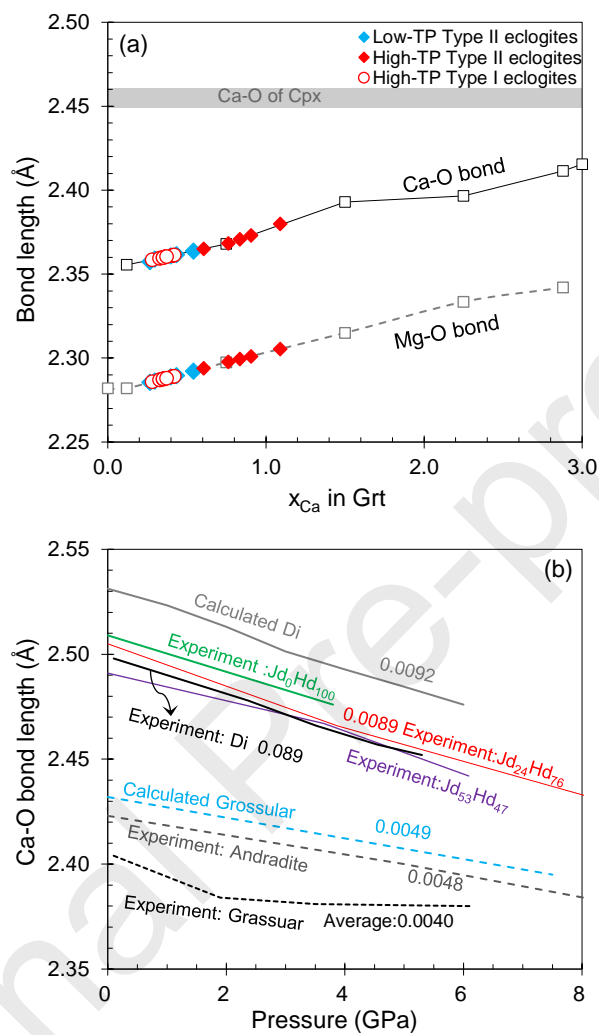 (a)
Low-TP Type II eclogites
High-TP Type II eclogites
High-TP Type I eclogites
Ca-O of Cpx
Ca-O bond
Mg-O bond
2.50
2.45
2.40
2.35
2.30
2.25
Bond length (Å)
0.0 1.0 2.0 3.0
xCa in Grt
(b)
Calculated Di
0.0092
Experiment :Jd0Hd100
0.0089 Experiment:Jd24Hd76
Experiment: Di 0.089
Experiment:Jd53Hd47
Calculated Grossular
0.0049
Experiment: Andradite
0.0048
Experiment: Grassuar
Average:0.0040
2.55
2.50
2.45
2.40
2.35
Ca-O bond length (Å)
0 2 4 6 8
Pressure (GPa)
nal Pre-pr